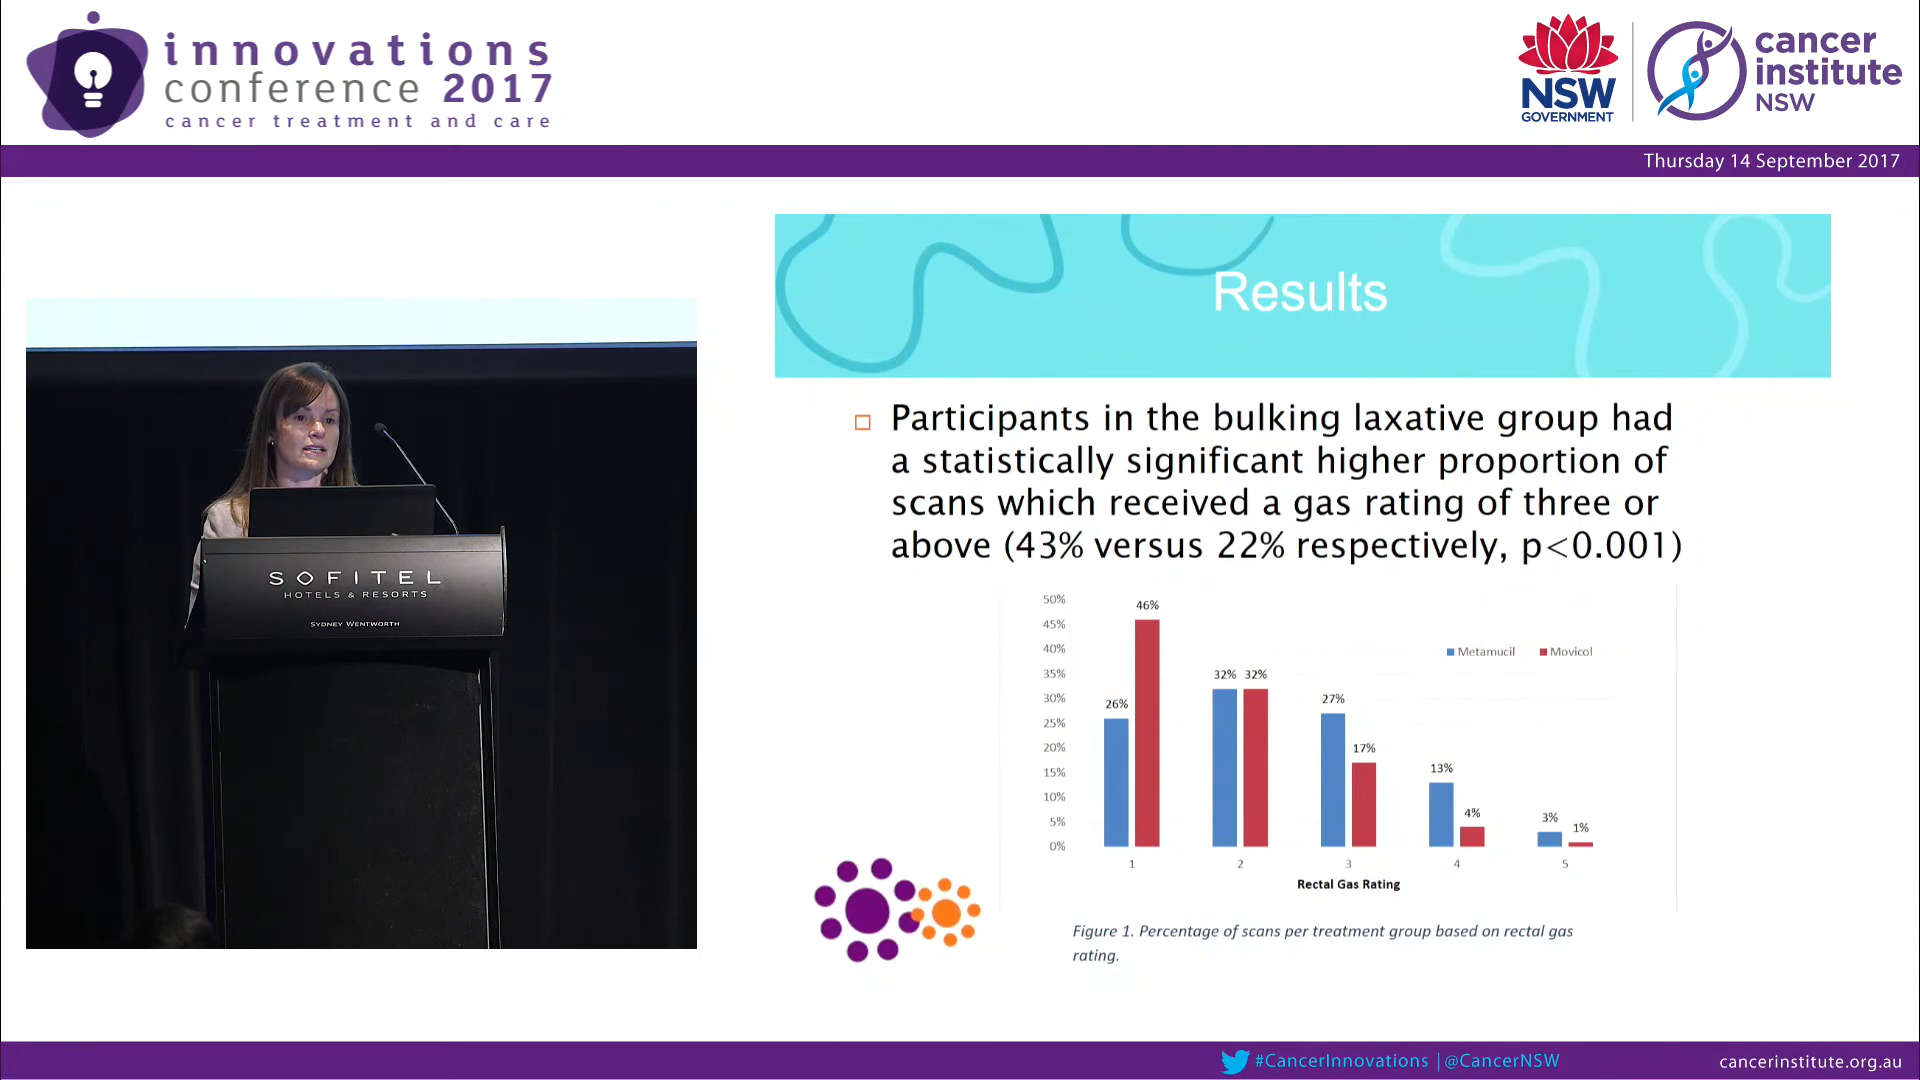 innovations
conference 2017
cancer treatment and care
NSW
GOVERNMENT
cancer
institute
NSW
Thursday 14 September 2017
SOFITEL
HOTELS & RESORTS
SYDNEY WENTWORTH
Results
Participants in the bulking laxative group had
a statistically significant higher proportion of
scans which received a gas rating of three or
above (43% versus 22% respectively, p<0.001)
50%
45%
40%
35%
30%
25%
20%
15%
10%
5%
0%
26%
46%
32%
32%
27%
17%
13%
4%
3%
1%
Metamucil
Movicol
1
2
3
4
5
Rectal Gas Rating
Figure 1. Percentage of scans per treatment group based on rectal gas
rating.
#CancerInnovations | @CancerNSW
cancerinstitute.org.au